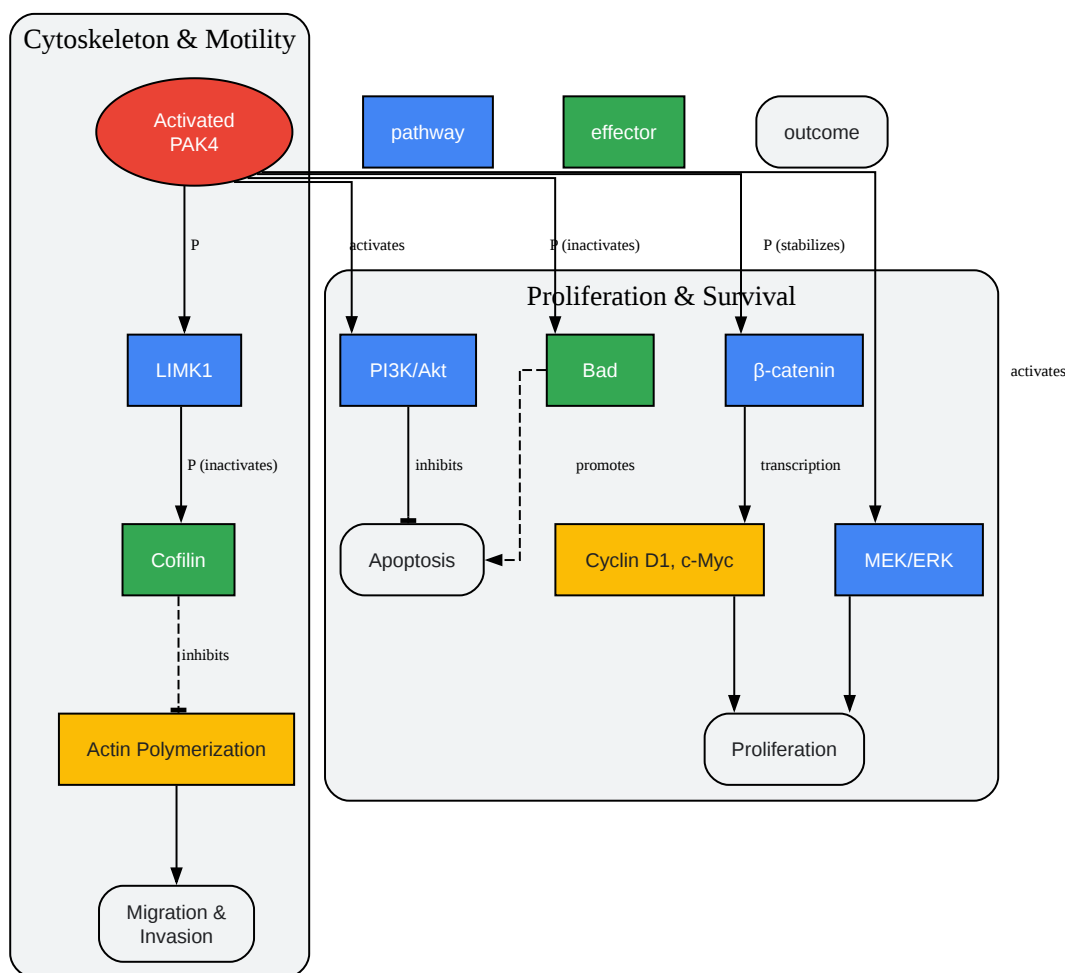 Cytoskeleton & Motility
Activated
PAK4
pathway
effector
outcome
P
activates
P (inactivates)
P (stabilizes)
Proliferation & Survival
LIMK1
PI3K/Akt
Bad
β-catenin
activates
P (inactivates)
inhibits
promotes
transcription
Cofilin
Apoptosis
Cyclin D1, c-Myc
MEK/ERK
inhibits
Actin Polymerization
Proliferation
Migration &
Invasion